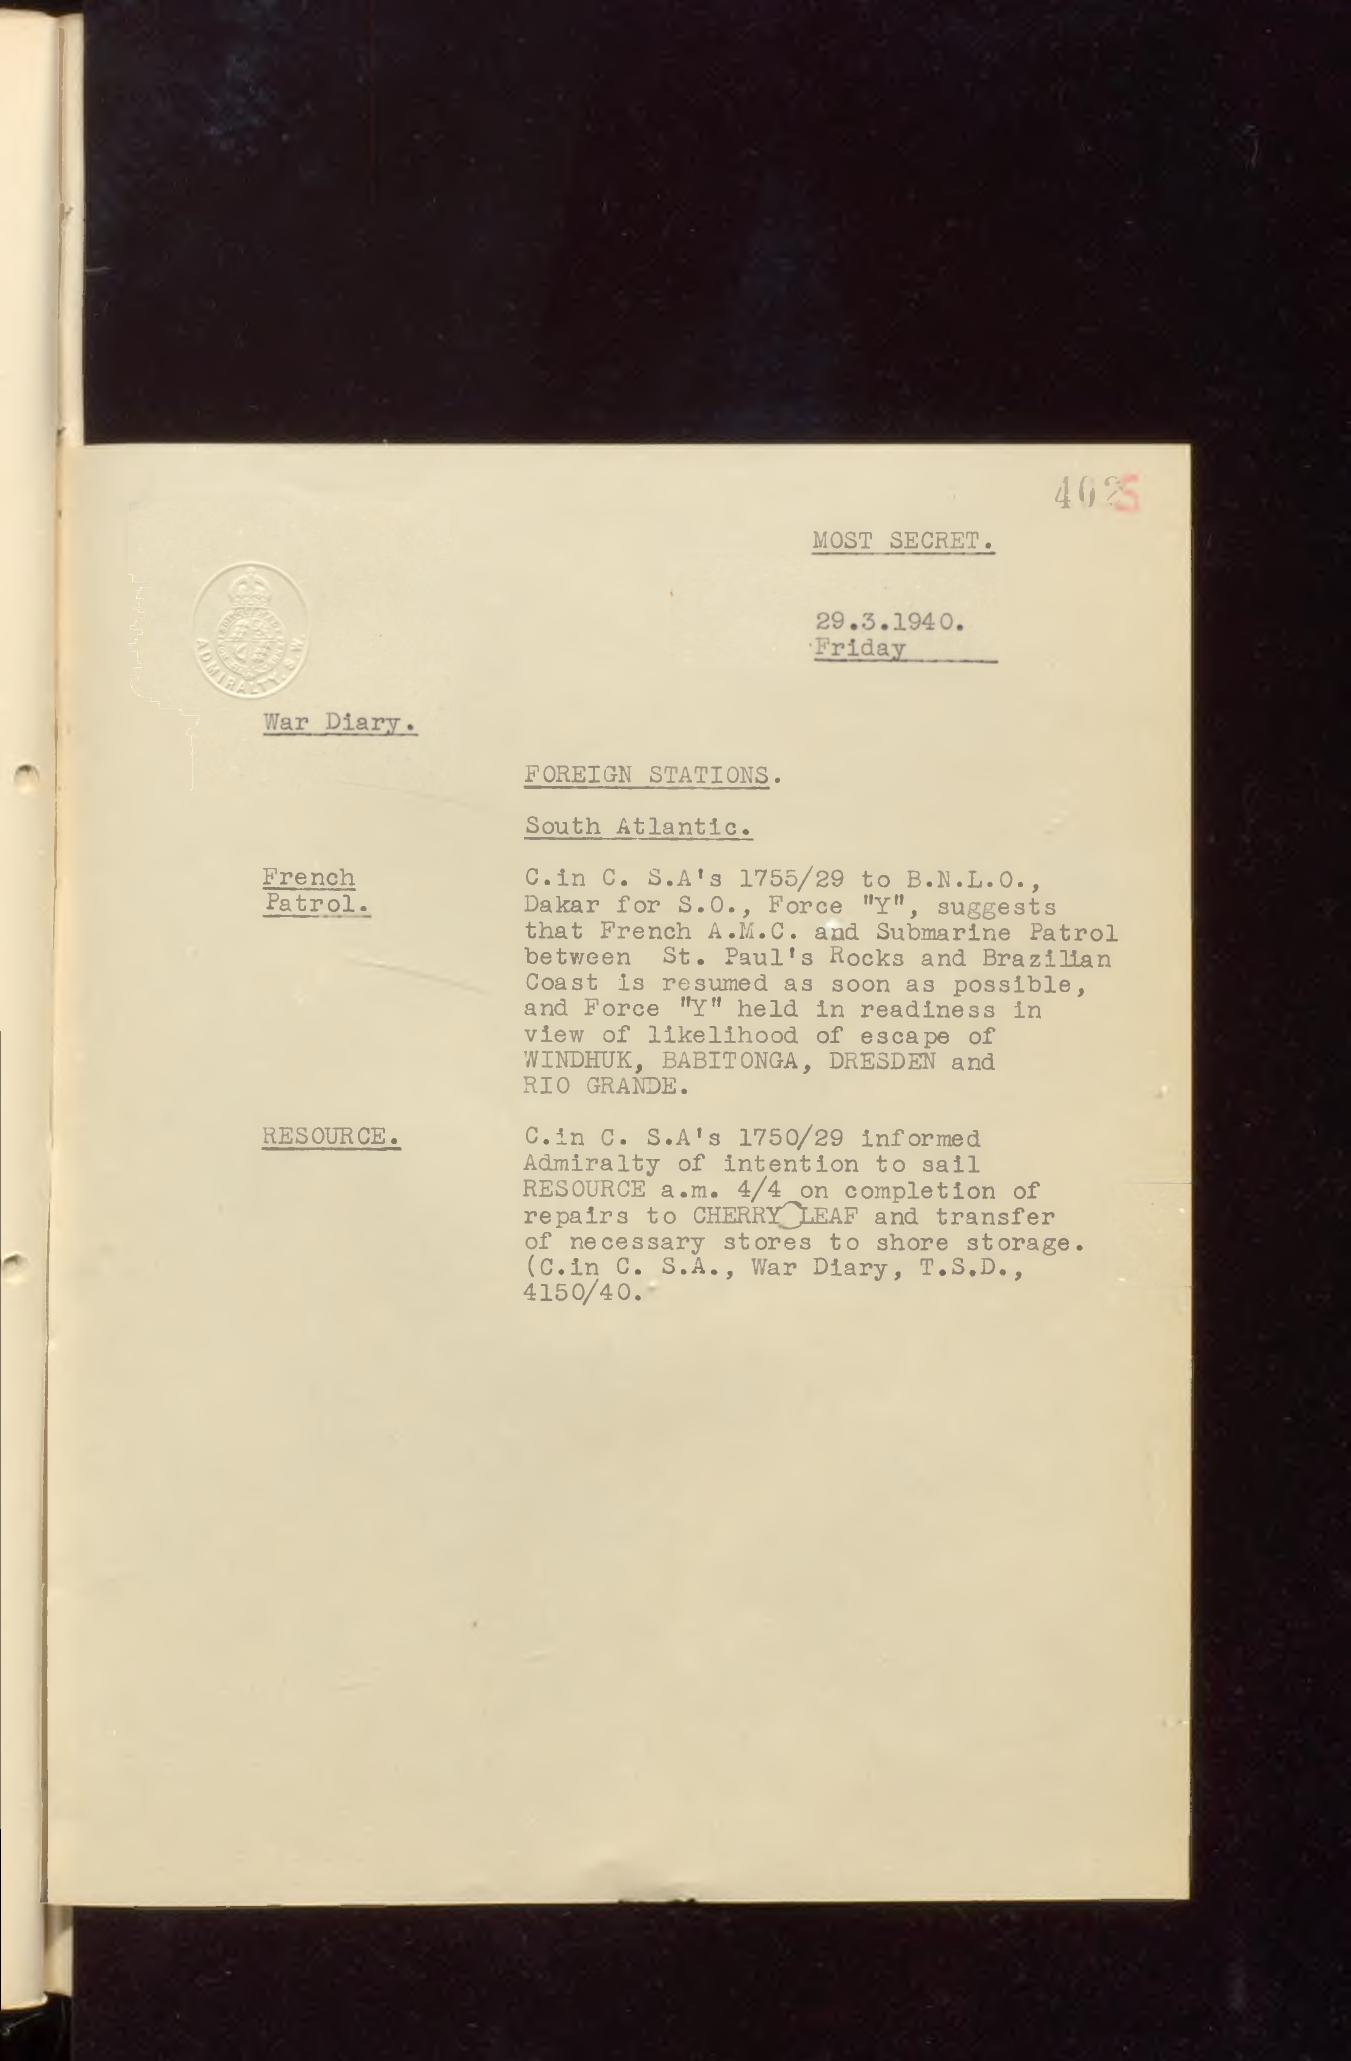 MOST SECRET.
29.3.1940.
Friday
ADMIRALTY. S.W.
War Diary.
FOREIGN STATIONS.
South Atlantic.
French
Patrol.
C.in C. S.A's 1755/29 to B.N.L.O.,
Dakar for S.O., Force "Y", suggests
that French A.M.C. and Submarine Patrol
between St. Paul's Rocks and Brazilian
Coast is resumed as soon as possible,
and Force "Y" held in readiness in
view of likelihood of escape of
WINDHUK, BABITONGA, DRESDEN and
RIO GRANDE.
RESOURCE.
C.in C. S.A's 1750/29 informed
Admiralty of intention to sail
RESOURCE a.m. 4/4 on completion of
repairs to CHERRY LEAF and transfer
of necessary stores to shore storage.
(C.in C. S.A., War Diary, T.S.D.,
4150/40.